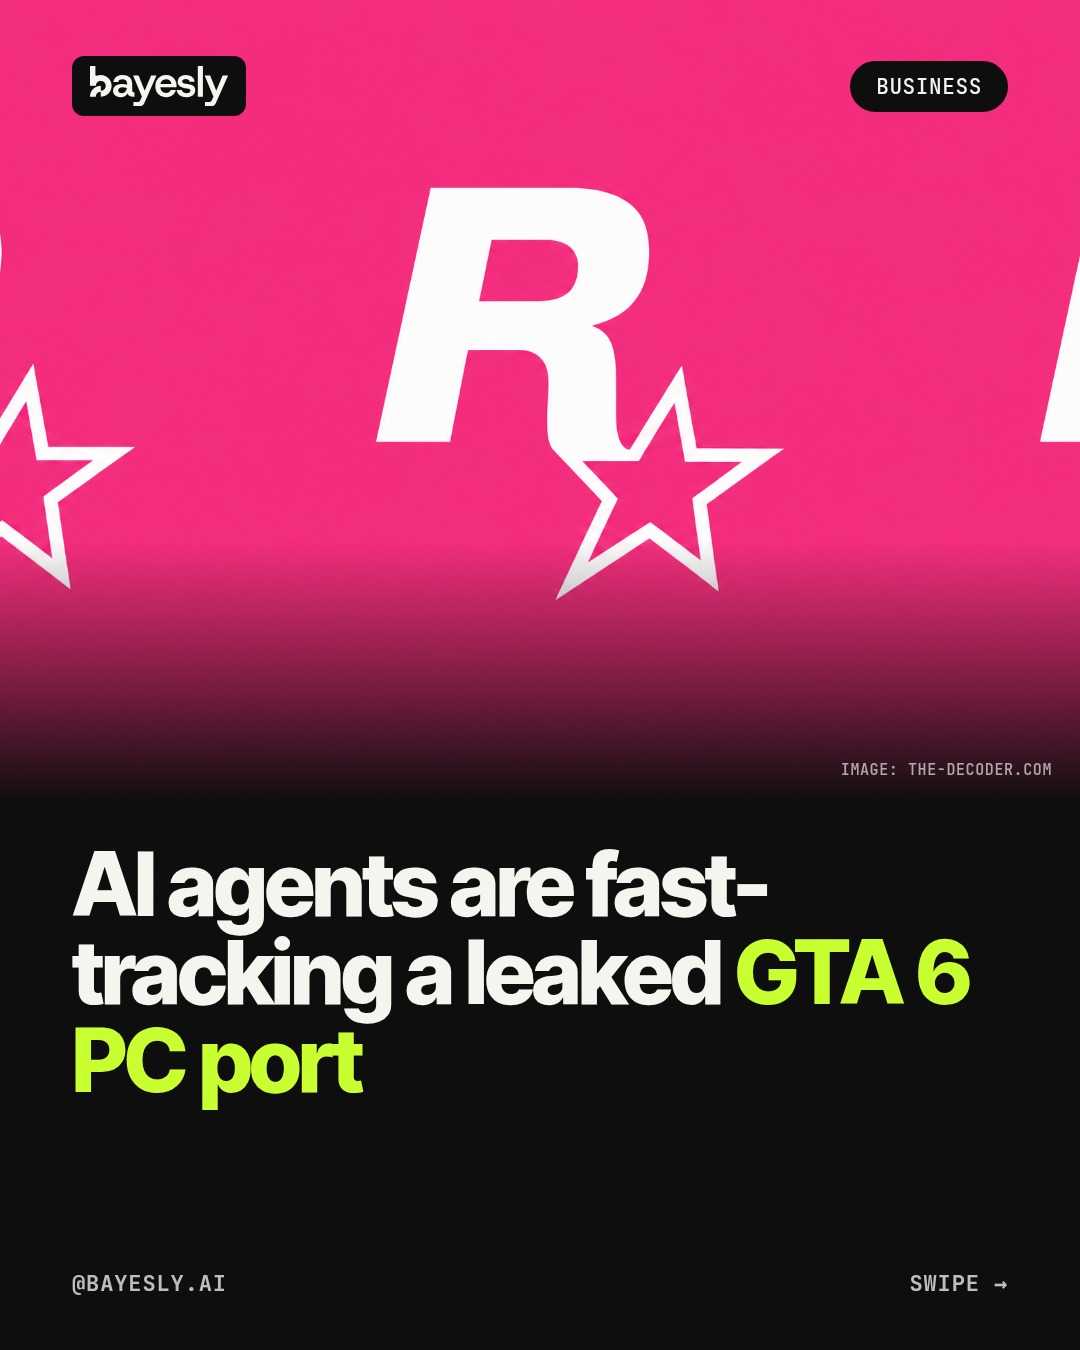 bayesly
BUSINESS
R
IMAGE: THE-DECODER.COM
AI agents are fast-
tracking a leaked GTA 6
PC port
@BAYESLY.AI
SWIPE →